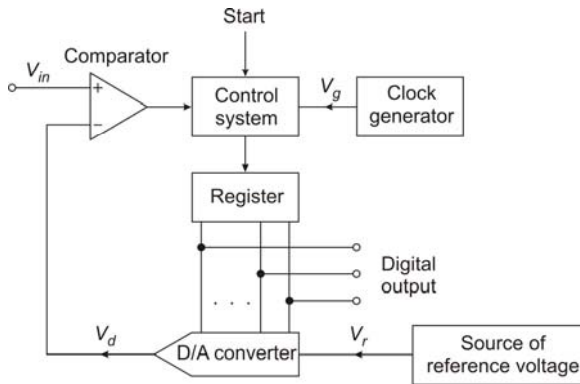 Start
Comparator
V_in
+
−
Control
system
V_g
Clock
generator
Register
Digital
output
. . .
V_d
D/A converter
V_r
Source of
reference voltage